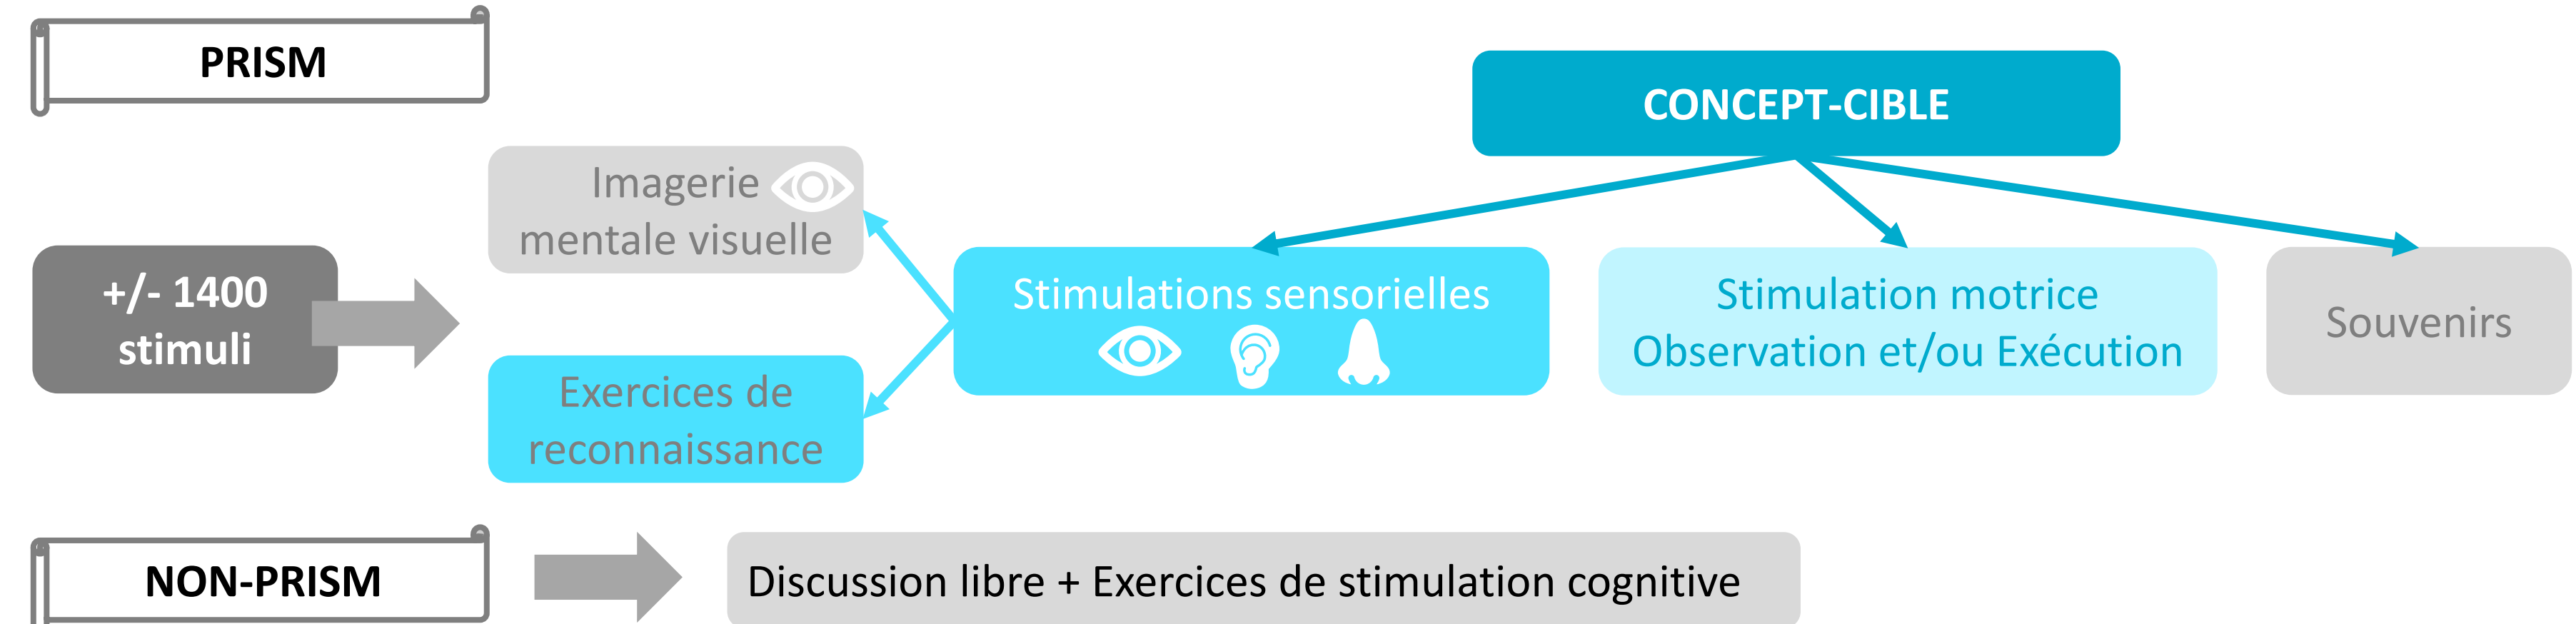 PRISM
CONCEPT-CIBLE
Imagerie
mentale visuelle
+/- 1400
stimuli
Exercices de
reconnaissance
Stimulations sensorielles
Stimulation motrice
Observation et/ou Exécution
Souvenirs
NON-PRISM
Discussion libre + Exercices de stimulation cognitive